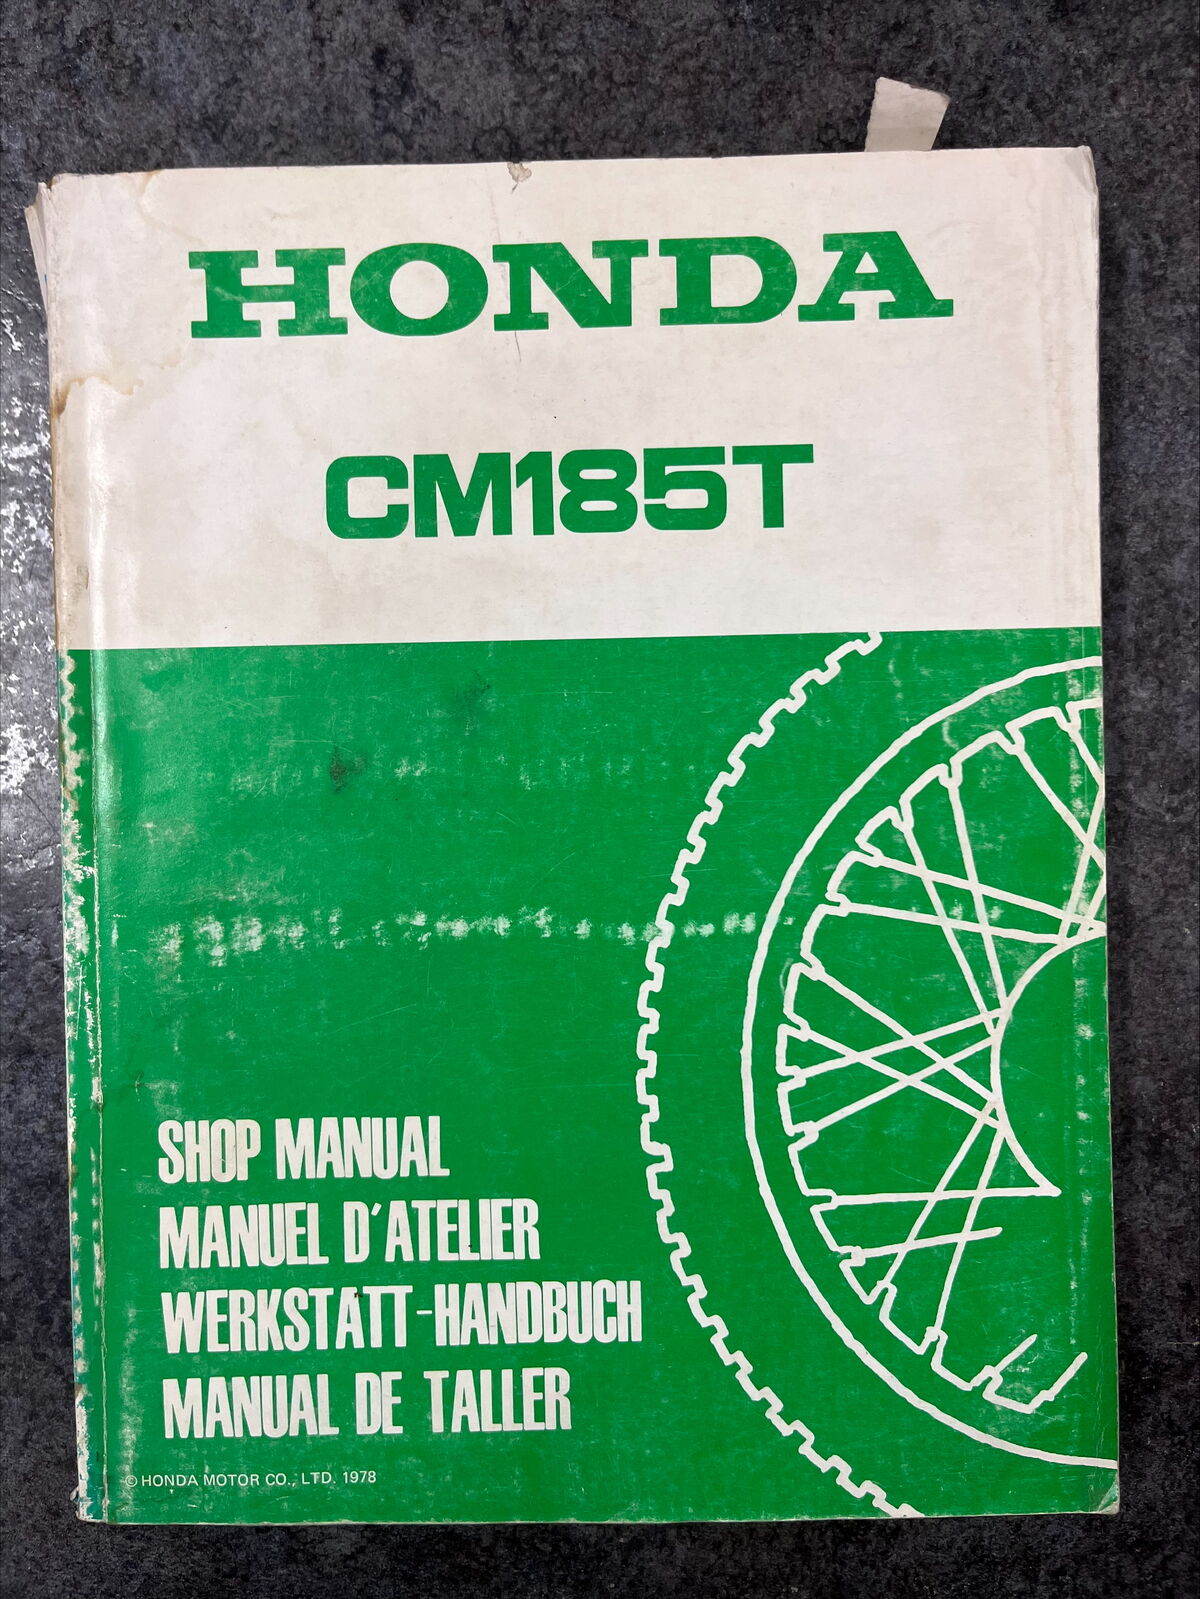 HONDA
CM185T
SHOP MANUAL
MANUEL D'ATELIER
WERKSTATT-HANDBUCH
MANUAL DE TALLER
© HONDA MOTOR CO., LTD. 1978